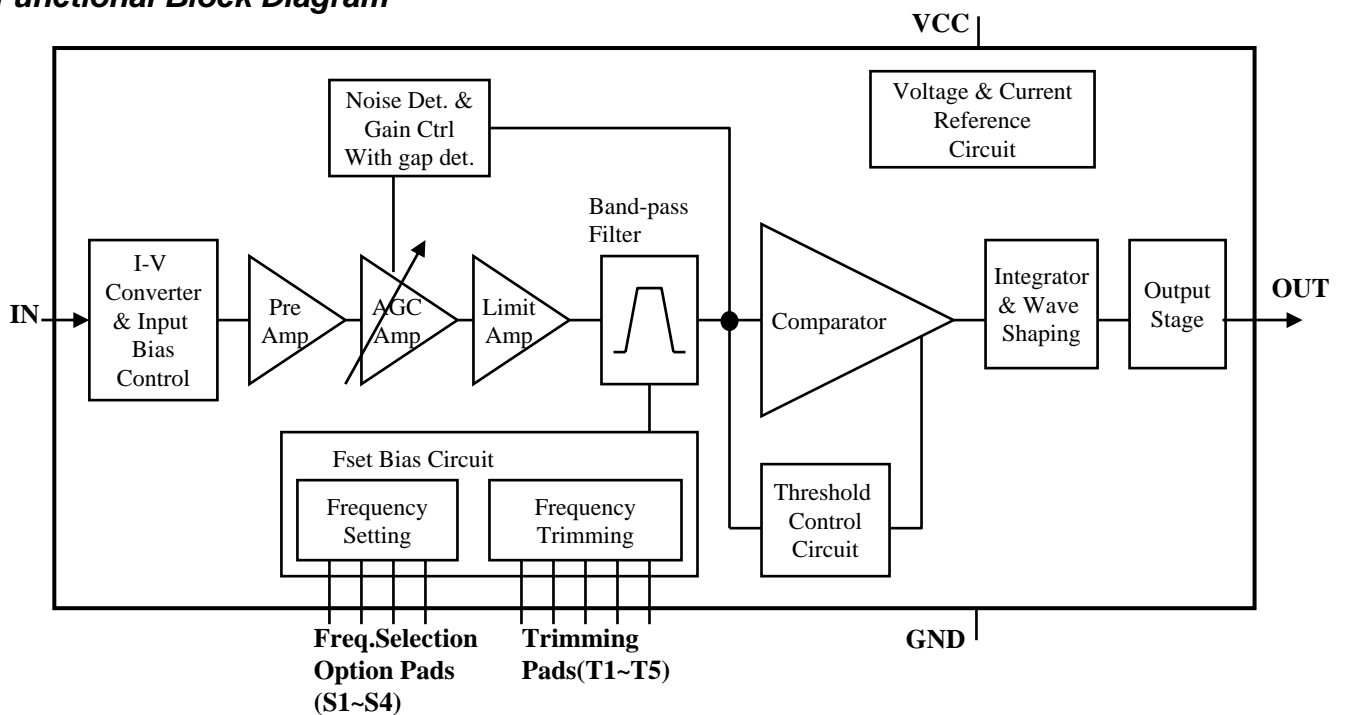 Functional Block Diagram
VCC
Noise Det. &
Gain Ctrl
With gap det.
Voltage & Current
Reference
Circuit
Band-pass
Filter
IN
I-V
Converter
& Input
Bias
Control
Pre
Amp
AGC
Amp
Limit
Amp
Comparator
Integrator
& Wave
Shaping
Output
Stage
OUT
Fset Bias Circuit
Frequency
Setting
Frequency
Trimming
Threshold
Control
Circuit
Freq.Selection
Option Pads
(S1~S4)
Trimming
Pads(T1~T5)
GND